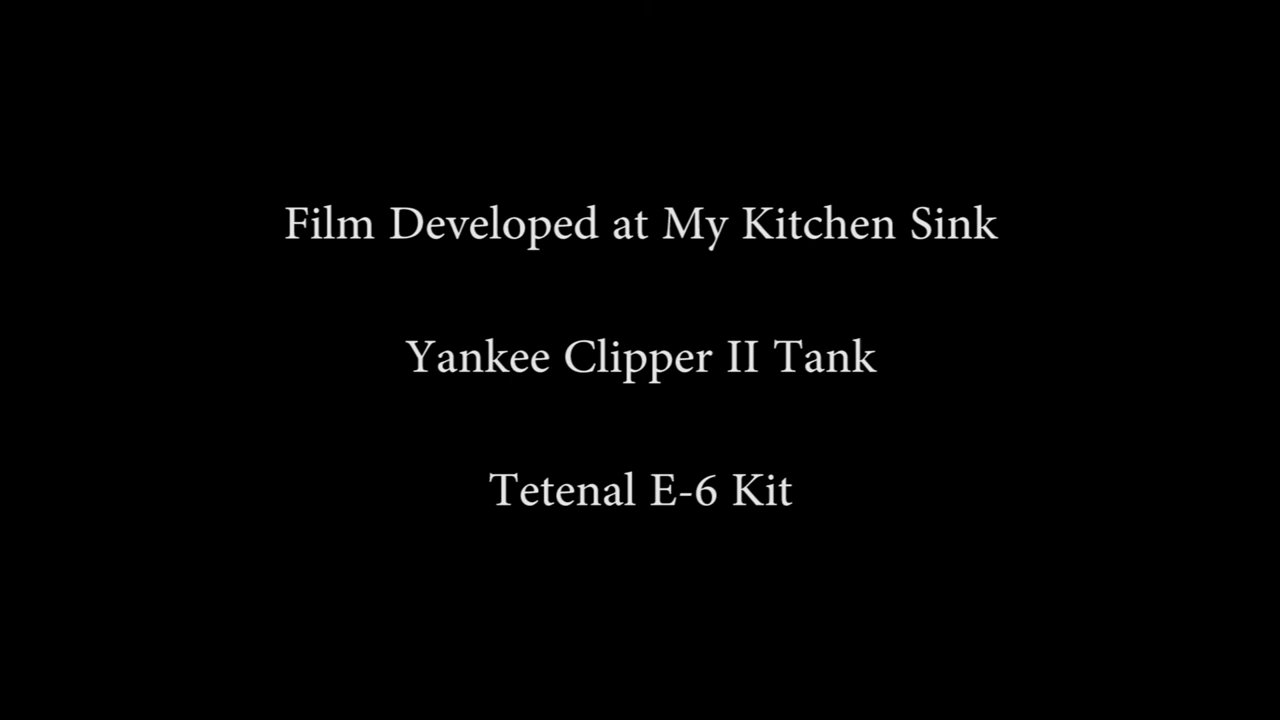 Film Developed at My Kitchen Sink
Yankee Clipper II Tank
Tetenal E-6 Kit